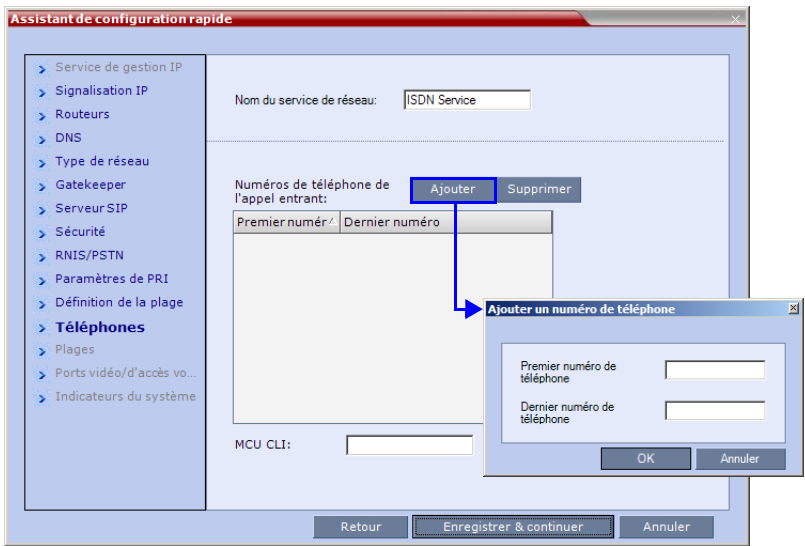 Assistant de configuration rapide
Service de gestion IP
Signalisation IP
Routeurs
DNS
Type de réseau
Gatekeeper
Serveur SIP
Sécurité
RNIS/PSTN
Paramètres de PRI
Définition de la plage
Téléphones
Plages
Ports vidéo/d'accès vo...
Indicateurs du système
Nom du service de réseau:
ISDN Service
Numéros de téléphone de
l'appel entrant:
Ajouter
Supprimer
Premier numér
Dernier numéro
MCU CLI:
Ajouter un numéro de téléphone
Premier numéro de
téléphone
Dernier numéro de
téléphone
OK
Annuler
Retour
Enregistrer & continuer
Annuler